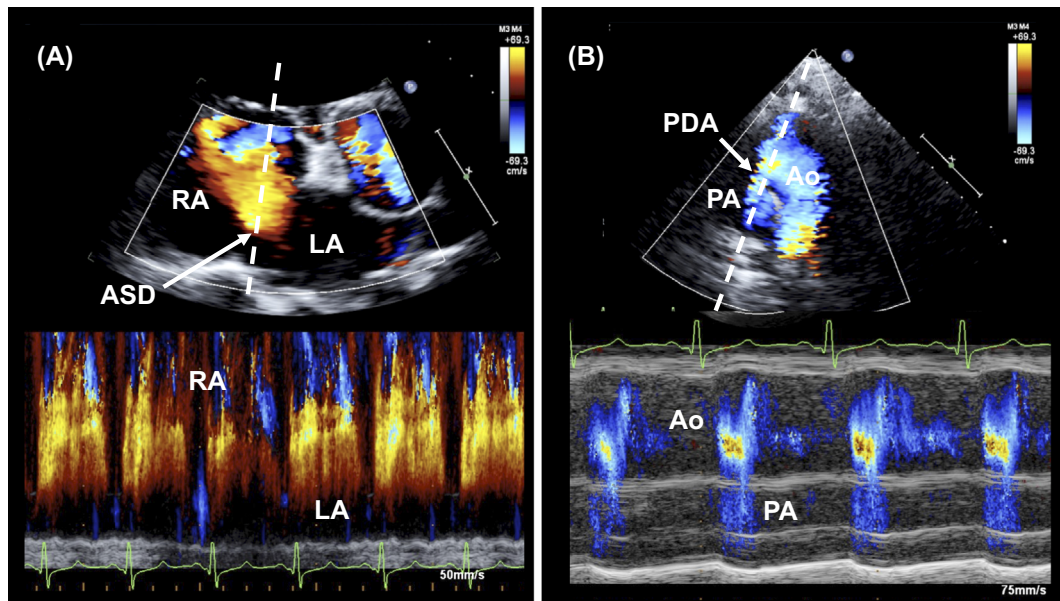 (A)
M3 M4
+69.3
-69.3
cm/s
RA
LA
ASD
RA
LA
50mm/s
(B)
M3 M4
+69.3
-69.3
cm/s
PDA
Ao
PA
Ao
PA
75mm/s